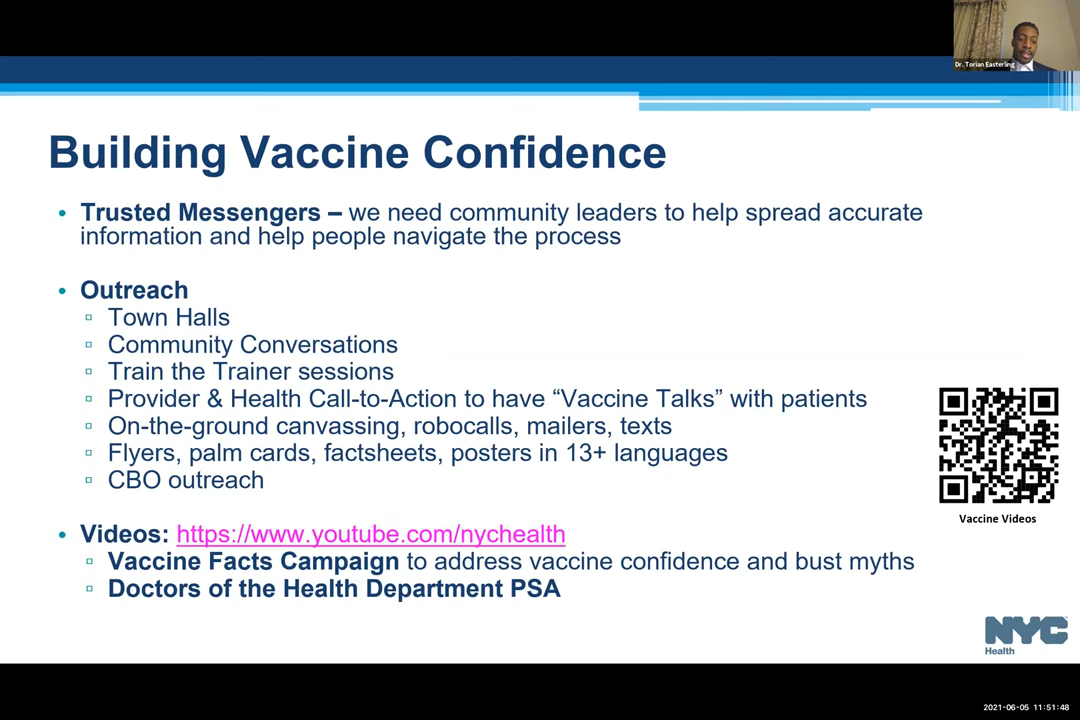 Dr. Torian Easterling
Building Vaccine Confidence
• Trusted Messengers – we need community leaders to help spread accurate
information and help people navigate the process
• Outreach
▫ Town Halls
▫ Community Conversations
▫ Train the Trainer sessions
▫ Provider & Health Call-to-Action to have “Vaccine Talks” with patients
▫ On-the-ground canvassing, robocalls, mailers, texts
▫ Flyers, palm cards, factsheets, posters in 13+ languages
▫ CBO outreach
Vaccine Videos
• Videos: https://www.youtube.com/nychealth
▫ Vaccine Facts Campaign to address vaccine confidence and bust myths
▫ Doctors of the Health Department PSA
NYC
Health
2021-06-05 11:51:48